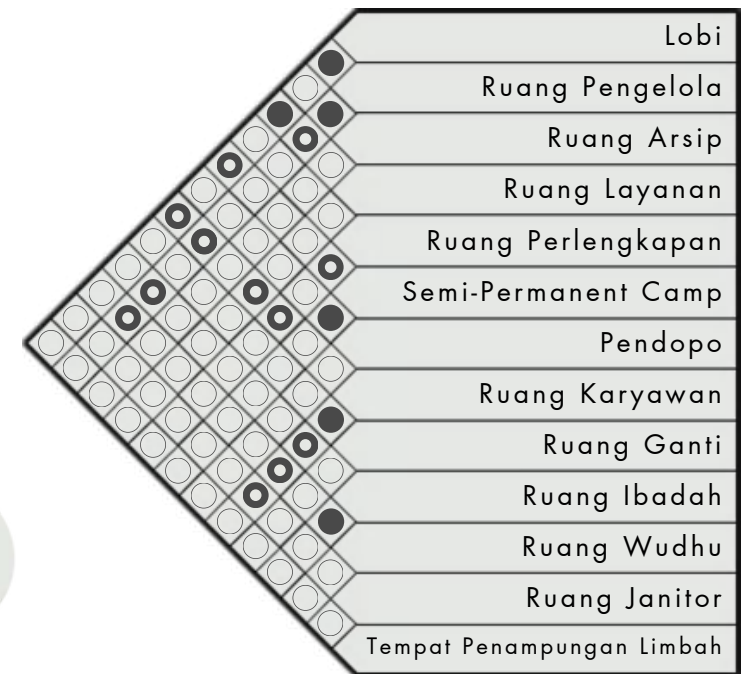 Lobi
Ruang Pengelola
Ruang Arsip
Ruang Layanan
Ruang Perlengkapan
Semi-Permanent Camp
Pendopo
Ruang Karyawan
Ruang Ganti
Ruang Ibadah
Ruang Wudhu
Ruang Janitor
Tempat Penampungan Limbah